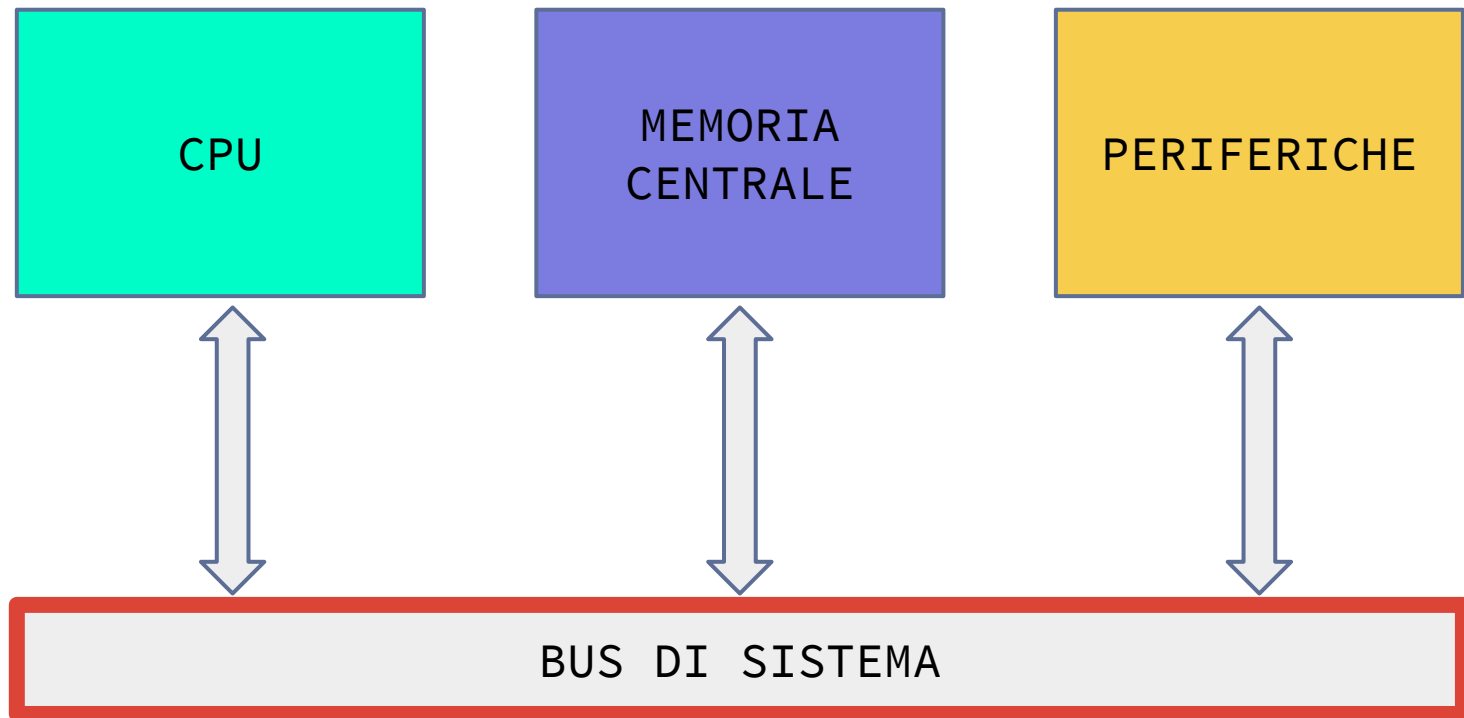 CPU
MEMORIA
CENTRALE
PERIFERICHE
BUS DI SISTEMA